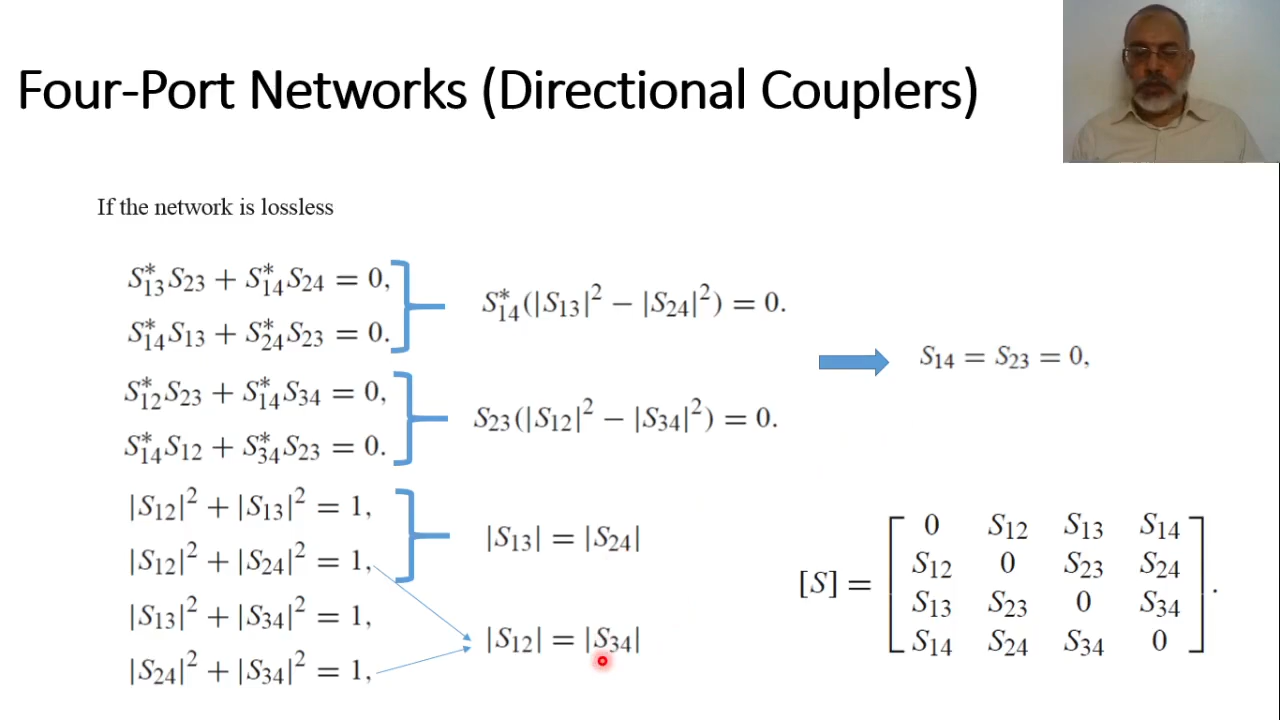 Four-Port Networks (Directional Couplers)
If the network is lossless
S*13S23 + S*14S24 = 0,
S*14S13 + S*24S23 = 0.
S*14(|S13|² − |S24|²) = 0.
S*12S23 + S*14S34 = 0,
S*14S12 + S*34S23 = 0.
S23(|S12|² − |S34|²) = 0.
S14 = S23 = 0,
|S12|² + |S13|² = 1,
|S12|² + |S24|² = 1,
|S13|² + |S34|² = 1,
|S24|² + |S34|² = 1,
|S13| = |S24|
|S12| = |S34|
[S] =
0 S12 S13 S14
S12 0 S23 S24
S13 S23 0 S34
S14 S24 S34 0
.